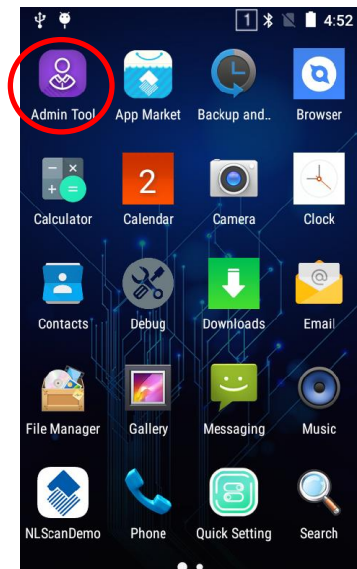 1 4:52
Admin Tool App Market Backup and.. Browser
2
Calculator Calendar Camera Clock
@
Contacts Debug Downloads Email
File Manager Gallery Messaging Music
NLScanDemo Phone Quick Setting Search